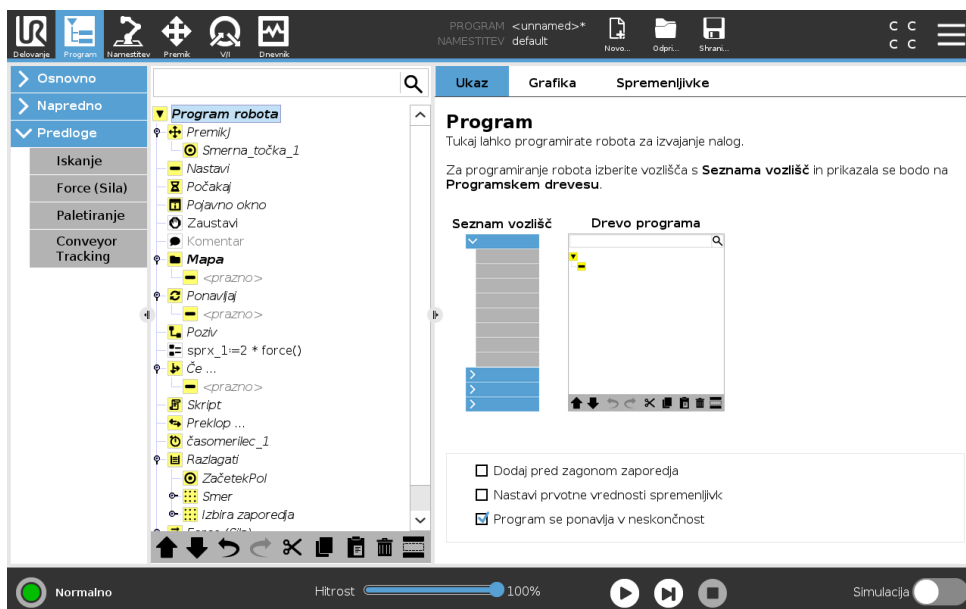 UR
PROGRAM <unnamed>*
NAMESTITEV default
Delovanje
Program
Namestitev
Premik
V/I
Dnevnik
Novo...
Odpri...
Shrani...
C C
C C
Osnovno
Napredno
Predloge
Iskanje
Force (Sila)
Paletiranje
Conveyor
Tracking
Program robota
PremikJ
Smerna_točka_1
Nastavi
Počakaj
Pojavno okno
Zaustavi
Komentar
Mapa
<prazno>
Ponavljaj
<prazno>
Poziv
sprx_1:=2 * force()
Če ...
<prazno>
Skript
Preklop ...
časomerilec_1
Razlagati
ZačetekPol
Smer
Izbira zaporedja
Force (Sila)
Ukaz
Grafika
Spremenljivke
Program
Tukaj lahko programirate robota za izvajanje nalog.
Za programiranje robota izberite vozlišča s Seznama vozlišč in prikazala se bodo na
Programskem drevesu.
Seznam vozlišč
Drevo programa
Dodaj pred zagonom zaporedja
Nastavi prvotne vrednosti spremenljivk
Program se ponavlja v neskončnost
Normalno
Hitrost
100%
Simulacija